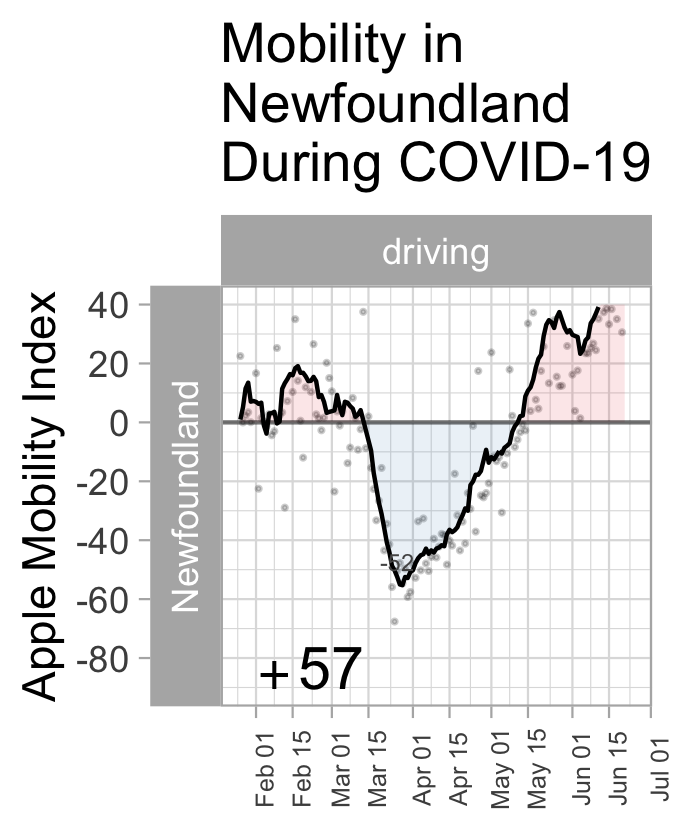 Mobility in
Newfoundland
During COVID-19
driving
Apple Mobility Index
Newfoundland
40
20
0
-20
-40
-60
-80
-52
+57
Feb 01
Feb 15
Mar 01
Mar 15
Apr 01
Apr 15
May 01
May 15
Jun 01
Jun 15
Jul 01